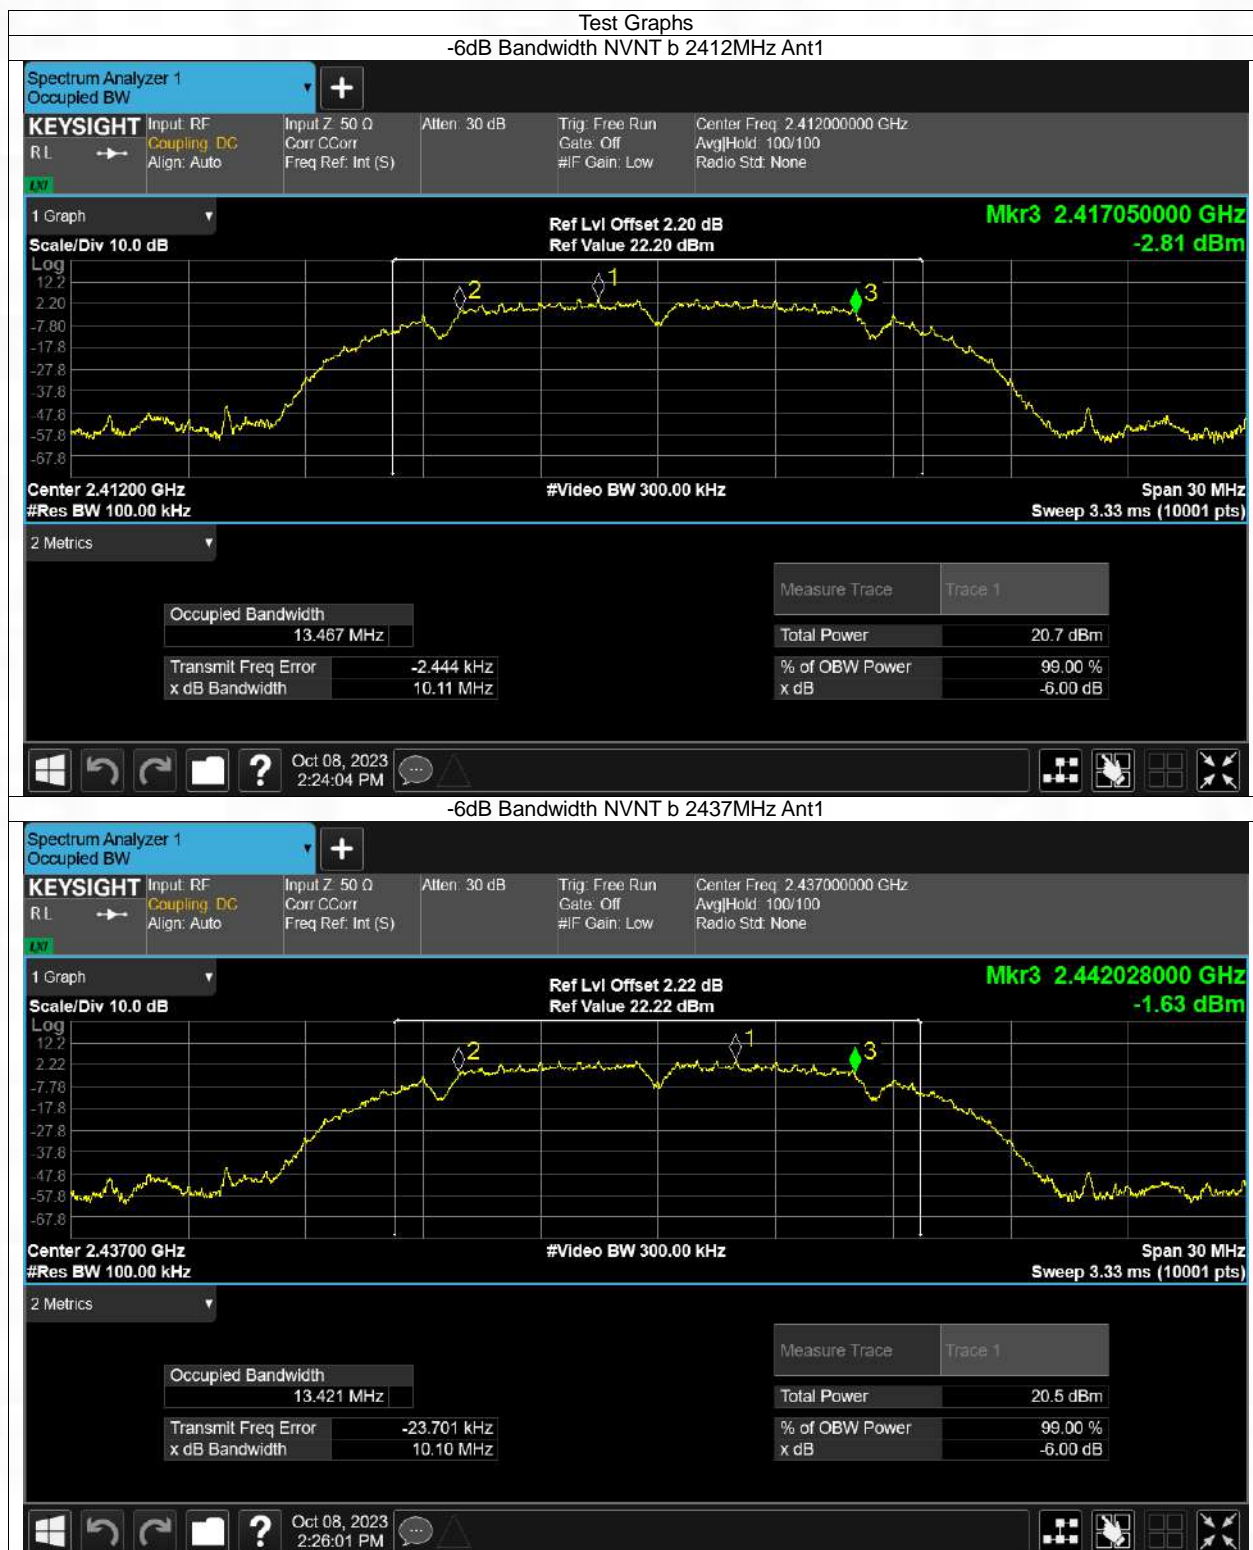 Test Graphs
-6dB Bandwidth NVNT b 2412MHz Ant1
Spectrum Analyzer 1
Occupied BW
KEYSIGHT
R L
LXI
Input: RF
Coupling: DC
Align: Auto
Input Z: 50 Ω
Corr CCorr
Freq Ref: Int (S)
Atten: 30 dB
Trig: Free Run
Gate: Off
#IF Gain: Low
Center Freq: 2.412000000 GHz
Avg|Hold: 100/100
Radio Std: None
1 Graph
Scale/Div 10.0 dB
Ref Lvl Offset 2.20 dB
Ref Value 22.20 dBm
Mkr3 2.417050000 GHz
-2.81 dBm
Log
12.2
2.20
-7.80
-17.8
-27.8
-37.8
-47.8
-57.8
-67.8
2
1
3
Center 2.41200 GHz
#Res BW 100.00 kHz
#Video BW 300.00 kHz
Span 30 MHz
Sweep 3.33 ms (10001 pts)
2 Metrics
Occupied Bandwidth
13.467 MHz
Transmit Freq Error -2.444 kHz
x dB Bandwidth 10.11 MHz
Measure Trace Trace 1
Total Power 20.7 dBm
% of OBW Power 99.00 %
x dB -6.00 dB
Oct 08, 2023
2:24:04 PM
-6dB Bandwidth NVNT b 2437MHz Ant1
Spectrum Analyzer 1
Occupied BW
KEYSIGHT
R L
LXI
Input: RF
Coupling: DC
Align: Auto
Input Z: 50 Ω
Corr CCorr
Freq Ref: Int (S)
Atten: 30 dB
Trig: Free Run
Gate: Off
#IF Gain: Low
Center Freq: 2.437000000 GHz
Avg|Hold: 100/100
Radio Std: None
1 Graph
Scale/Div 10.0 dB
Ref Lvl Offset 2.22 dB
Ref Value 22.22 dBm
Mkr3 2.442028000 GHz
-1.63 dBm
Log
12.2
2.22
-7.78
-17.8
-27.8
-37.8
-47.8
-57.8
-67.8
2
1
3
Center 2.43700 GHz
#Res BW 100.00 kHz
#Video BW 300.00 kHz
Span 30 MHz
Sweep 3.33 ms (10001 pts)
2 Metrics
Occupied Bandwidth
13.421 MHz
Transmit Freq Error -23.701 kHz
x dB Bandwidth 10.10 MHz
Measure Trace Trace 1
Total Power 20.5 dBm
% of OBW Power 99.00 %
x dB -6.00 dB
Oct 08, 2023
2:26:01 PM